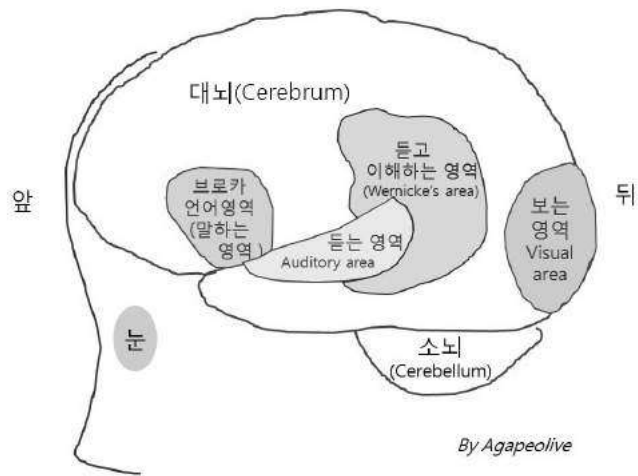 대뇌(Cerebrum)
듣고
이해하는 영역
(Wernicke's area)
브로카
언어영역
(말하는
영역)
앞
듣는 영역
Auditory area
보는
영역
Visual
area
뒤
눈
소뇌
(Cerebellum)
By Agapeolive